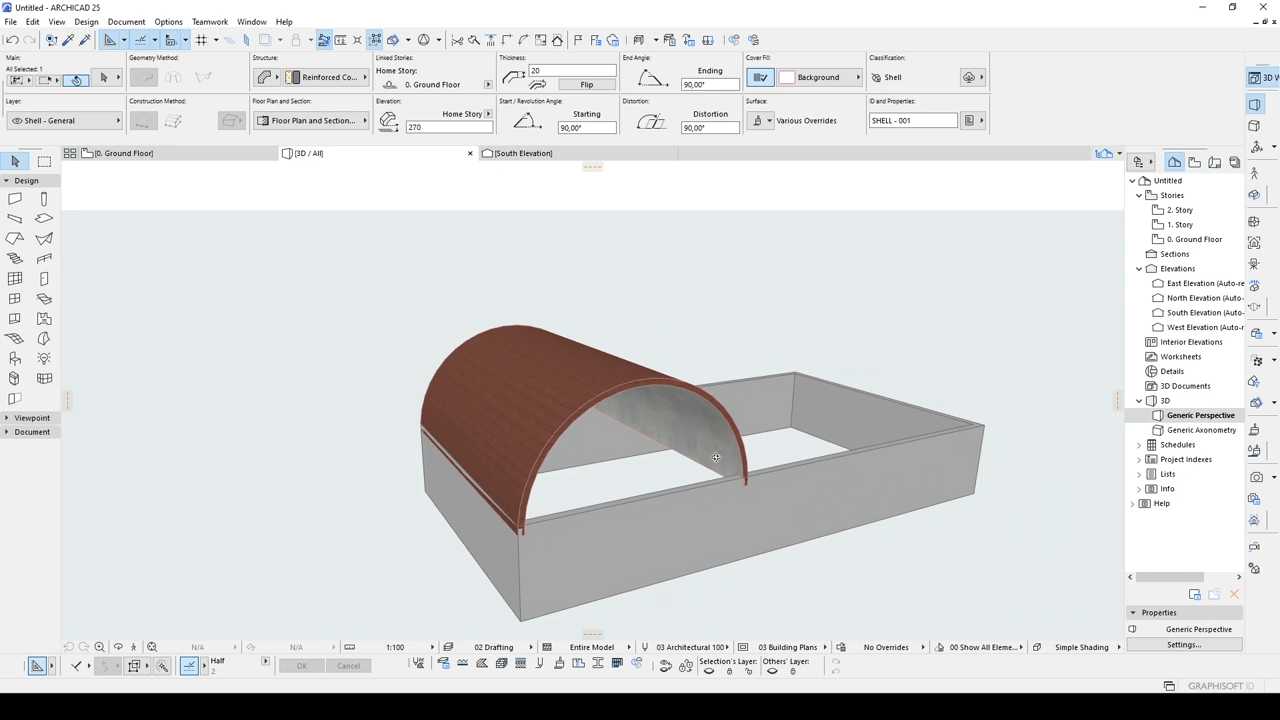 Untitled - ARCHICAD 25
File Edit View Design Document Options Teamwork Window Help
Main:
All Selected: 1
Geometry Method:
Structure:
Reinforced Co...
Linked Stories:
Home Story:
0. Ground Floor
Thickness:
20
Flip
End Angle:
Ending
90,00°
Cover Fill:
Background
Classification:
Shell
Layer:
Shell - General
Construction Method:
Floor Plan and Section:
Floor Plan and Section...
Elevation:
Home Story
270
Start / Revolution Angle:
Starting
90,00°
Distortion:
Distortion
90,00°
Surface:
Various Overrides
ID and Properties:
SHELL - 001
[0. Ground Floor]
[3D / All]
[South Elevation]
3D V
Design
Viewpoint
Document
Untitled
Stories
2. Story
1. Story
0. Ground Floor
Sections
Elevations
East Elevation (Auto-re
North Elevation (Auto-
South Elevation (Auto-
West Elevation (Auto-r
Interior Elevations
Worksheets
Details
3D Documents
3D
Generic Perspective
Generic Axonometry
Schedules
Project Indexes
Lists
Info
Help
Properties
Generic Perspective
Settings...
N/A N/A 1:100 02 Drafting Entire Model 03 Architectural 100 03 Building Plans No Overrides 00 Show All Eleme... Simple Shading
Half
2
OK Cancel
Selection's Layer: Others' Layer:
GRAPHISOFT ID